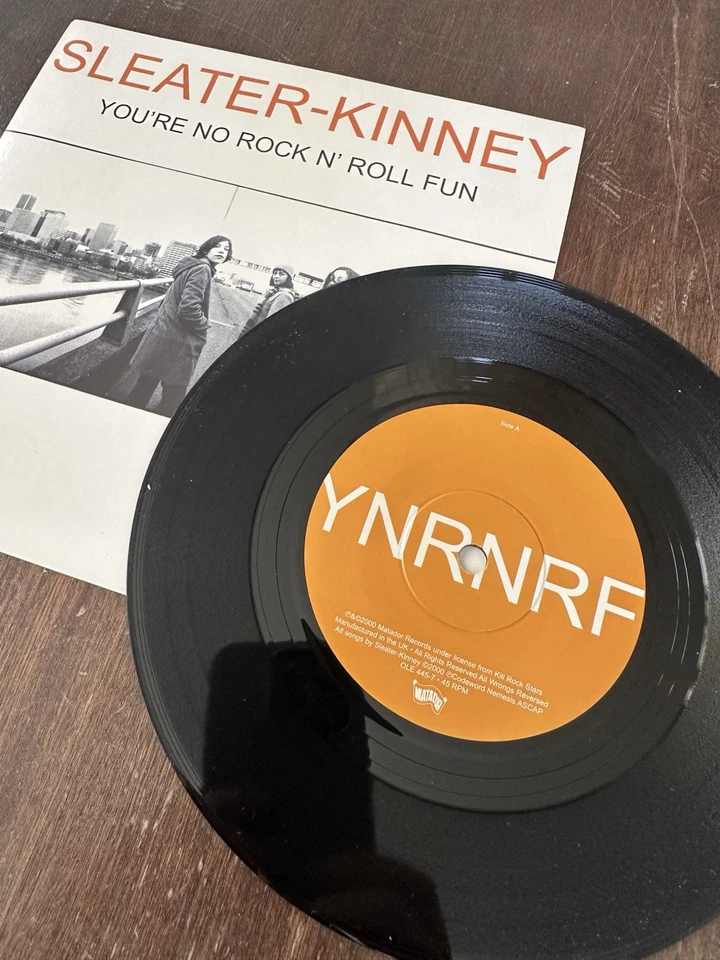 SLEATER-KINNEY
YOU'RE NO ROCK N' ROLL FUN
Side A
YNRNRF
℗&©2000 Matador Records under license from Kill Rock Stars
Manufactured in the UK • All Rights Reserved All Wrongs Reversed
All songs by Sleater-Kinney ©2000 ℗Codeword Nemesis ASCAP
OLE 445-7 - 45 RPM
MATADOR